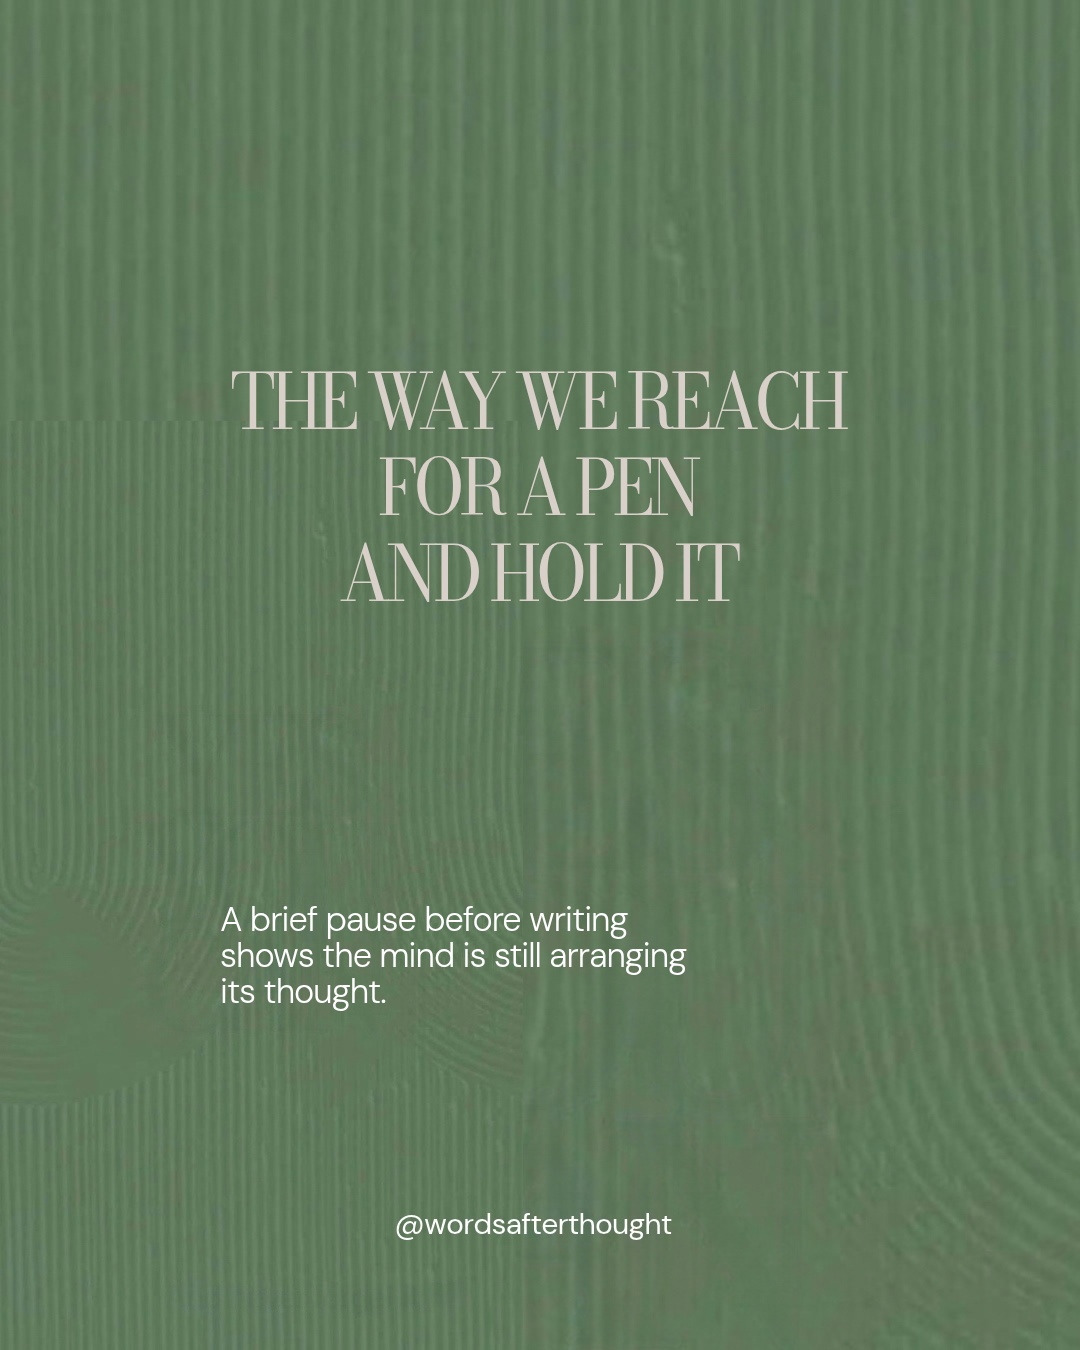 THE WAY WE REACH
FOR A PEN
AND HOLD IT
A brief pause before writing
shows the mind is still arranging
its thought.
@wordsafterthought